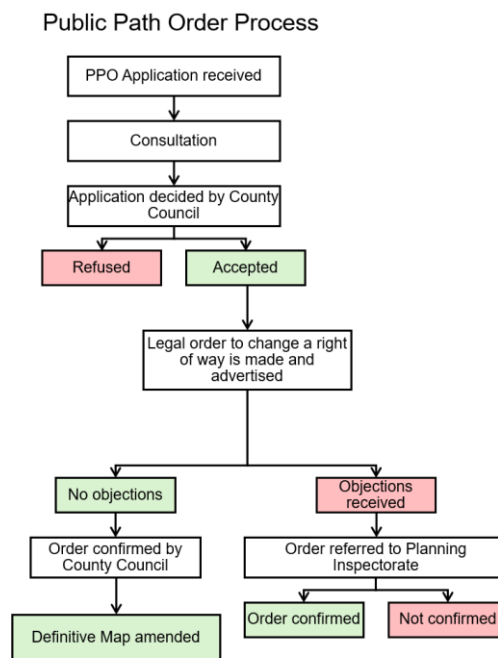 Public Path Order Process
PPO Application received
Consultation
Application decided by County
Council
Refused
Accepted
Legal order to change a right
of way is made and
advertised
No objections
Objections
received
Order confirmed by
County Council
Order referred to Planning
Inspectorate
Definitive Map amended
Order confirmed
Not confirmed